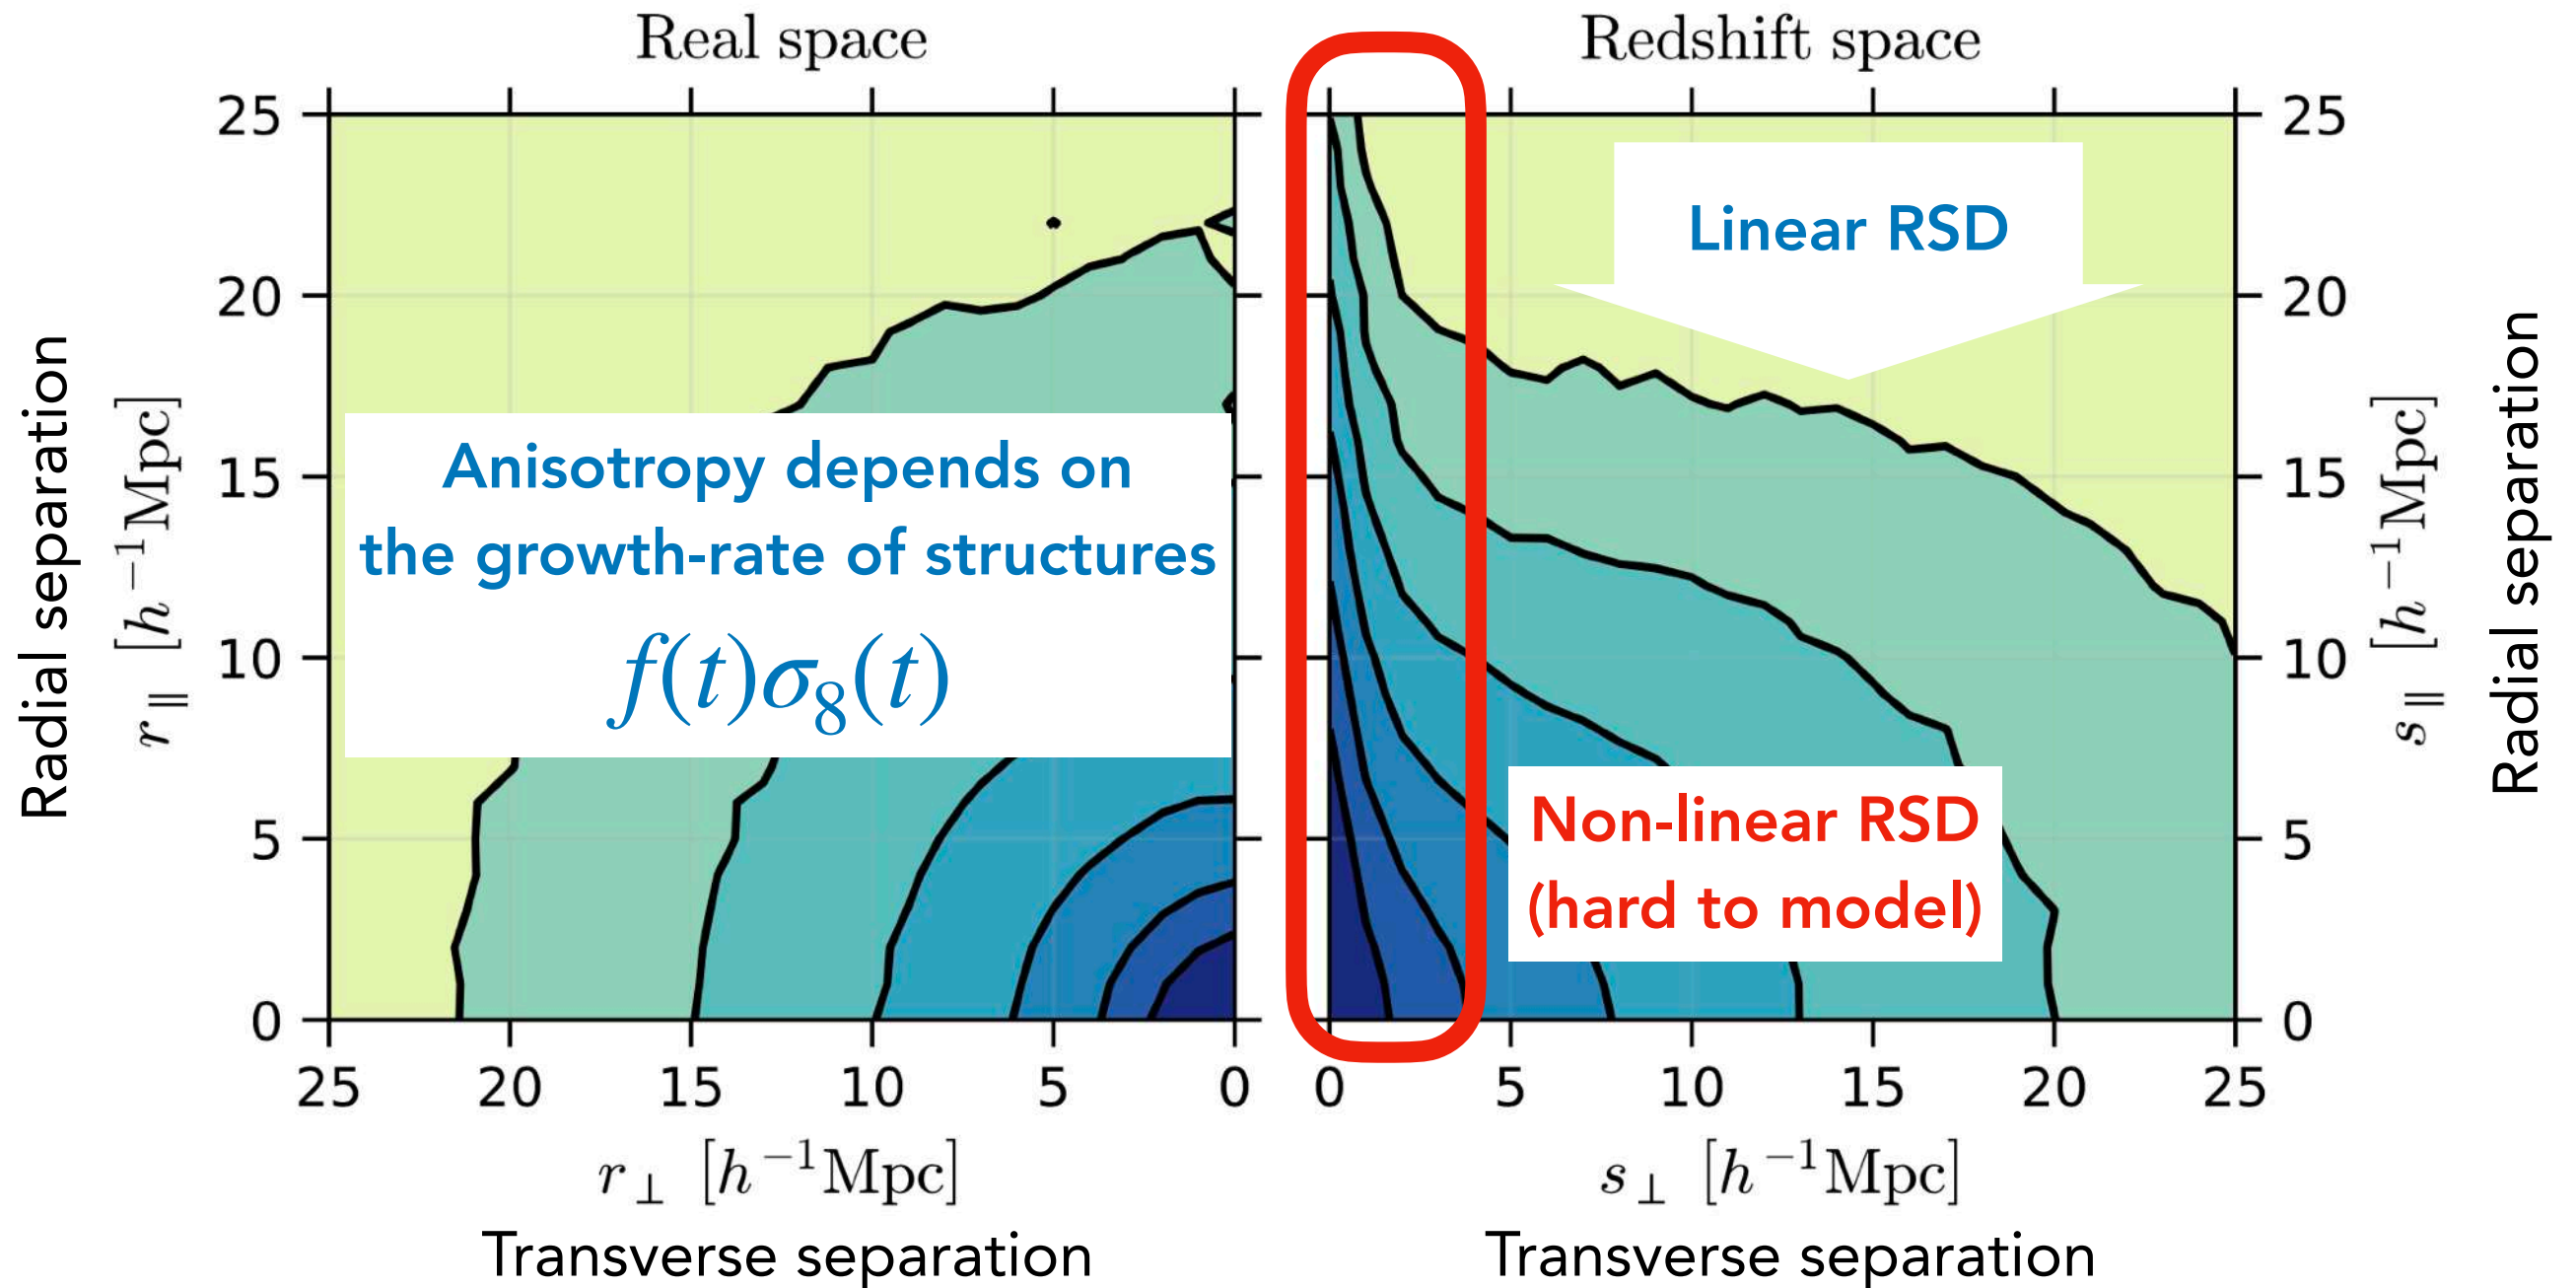 Real space
Redshift space
25
20
15
10
5
0
Radial separation
r∥ [h⁻¹Mpc]
Anisotropy depends on
the growth-rate of structures
f(t)σ₈(t)
25 20 15 10 5 0
r⊥ [h⁻¹Mpc]
Transverse separation
Linear RSD
Non-linear RSD
(hard to model)
25
20
15
10
5
0
s∥ [h⁻¹Mpc]
Radial separation
0 5 10 15 20 25
s⊥ [h⁻¹Mpc]
Transverse separation